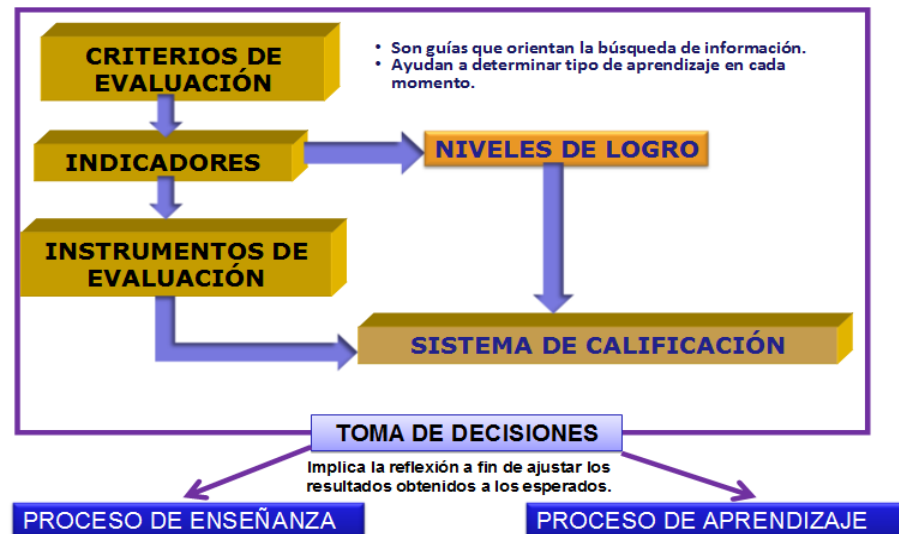 CRITERIOS DE
EVALUACIÓN
• Son guías que orientan la búsqueda de información.
• Ayudan a determinar tipo de aprendizaje en cada
momento.
INDICADORES
NIVELES DE LOGRO
INSTRUMENTOS DE
EVALUACIÓN
SISTEMA DE CALIFICACIÓN
TOMA DE DECISIONES
Implica la reflexión a fin de ajustar los
resultados obtenidos a los esperados.
PROCESO DE ENSEÑANZA
PROCESO DE APRENDIZAJE